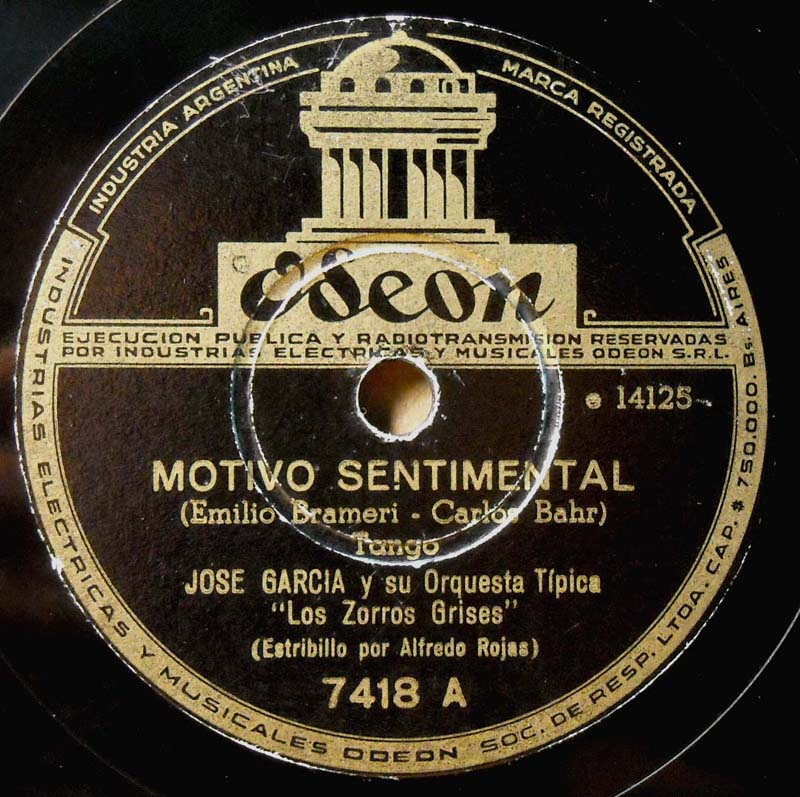 INDUSTRIA ARGENTINA
MARCA REGISTRADA
Odeon
EJECUCION PUBLICA Y RADIOTRANSMISION RESERVADAS
POR INDUSTRIAS ELECTRICAS Y MUSICALES ODEON S.R.L.
e 14125
MOTIVO SENTIMENTAL
(Emilio Brameri - Carlos Bahr)
Tango
JOSE GARCIA y su Orquesta Típica
"Los Zorros Grises"
(Estribillo por Alfredo Rojas)
7418 A
INDUSTRIAS ELECTRICAS Y MUSICALES ODEON SOC. DE RESP. LTDA. CAP. $ 750.000. Bs. AIRES